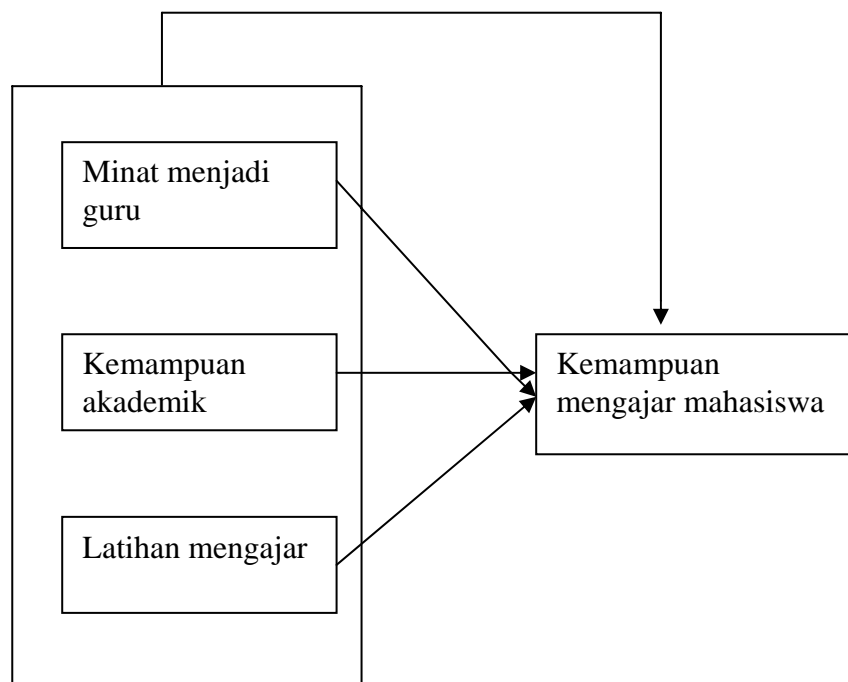 Minat menjadi
guru
Kemampuan
akademik
Kemampuan
mengajar mahasiswa
Latihan mengajar